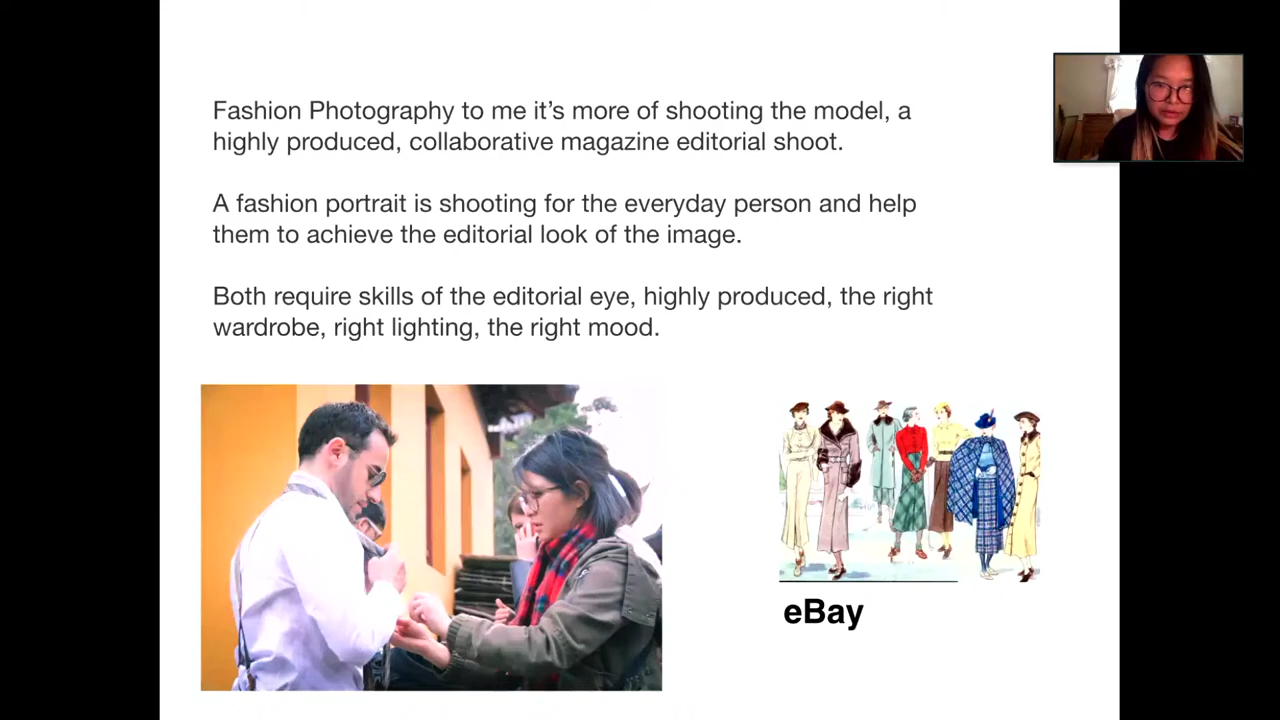 Fashion Photography to me it’s more of shooting the model, a
highly produced, collaborative magazine editorial shoot.
A fashion portrait is shooting for the everyday person and help
them to achieve the editorial look of the image.
Both require skills of the editorial eye, highly produced, the right
wardrobe, right lighting, the right mood.
eBay